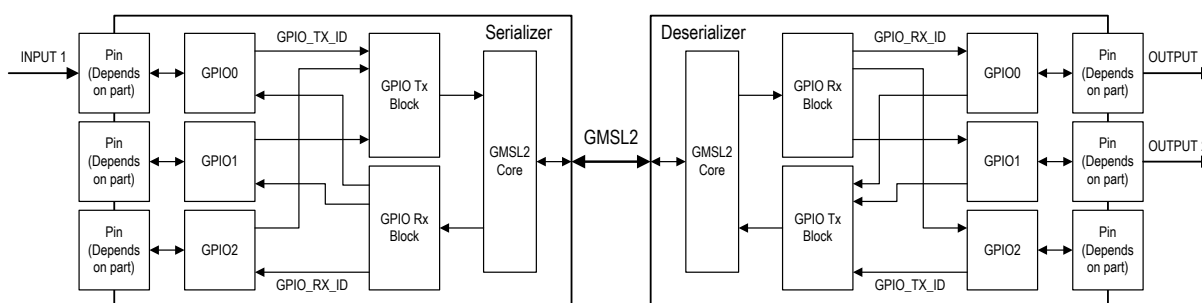 Serializer
Deserializer
INPUT 1
Pin
(Depends
on part)
GPIO0
GPIO_TX_ID
GPIO Tx
Block
Pin
(Depends
on part)
GPIO1
GMSL2
Core
Pin
(Depends
on part)
GPIO2
GPIO Rx
Block
GPIO_RX_ID
GMSL2
GMSL2
Core
GPIO Rx
Block
GPIO_RX_ID
GPIO0
Pin
(Depends
on part)
OUTPUT
GPIO1
Pin
(Depends
on part)
OUTPUT
GPIO Tx
Block
GPIO2
Pin
(Depends
on part)
GPIO_TX_ID